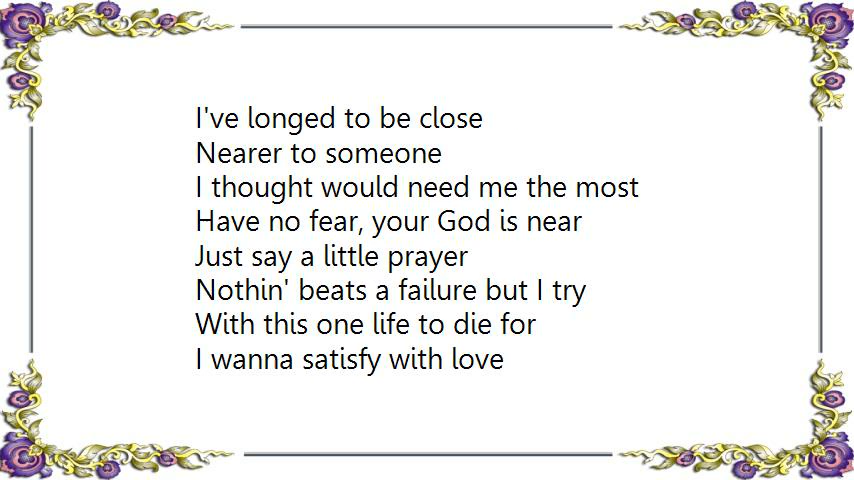 I've longed to be close
Nearer to someone
I thought would need me the most
Have no fear, your God is near
Just say a little prayer
Nothin' beats a failure but I try
With this one life to die for
I wanna satisfy with love